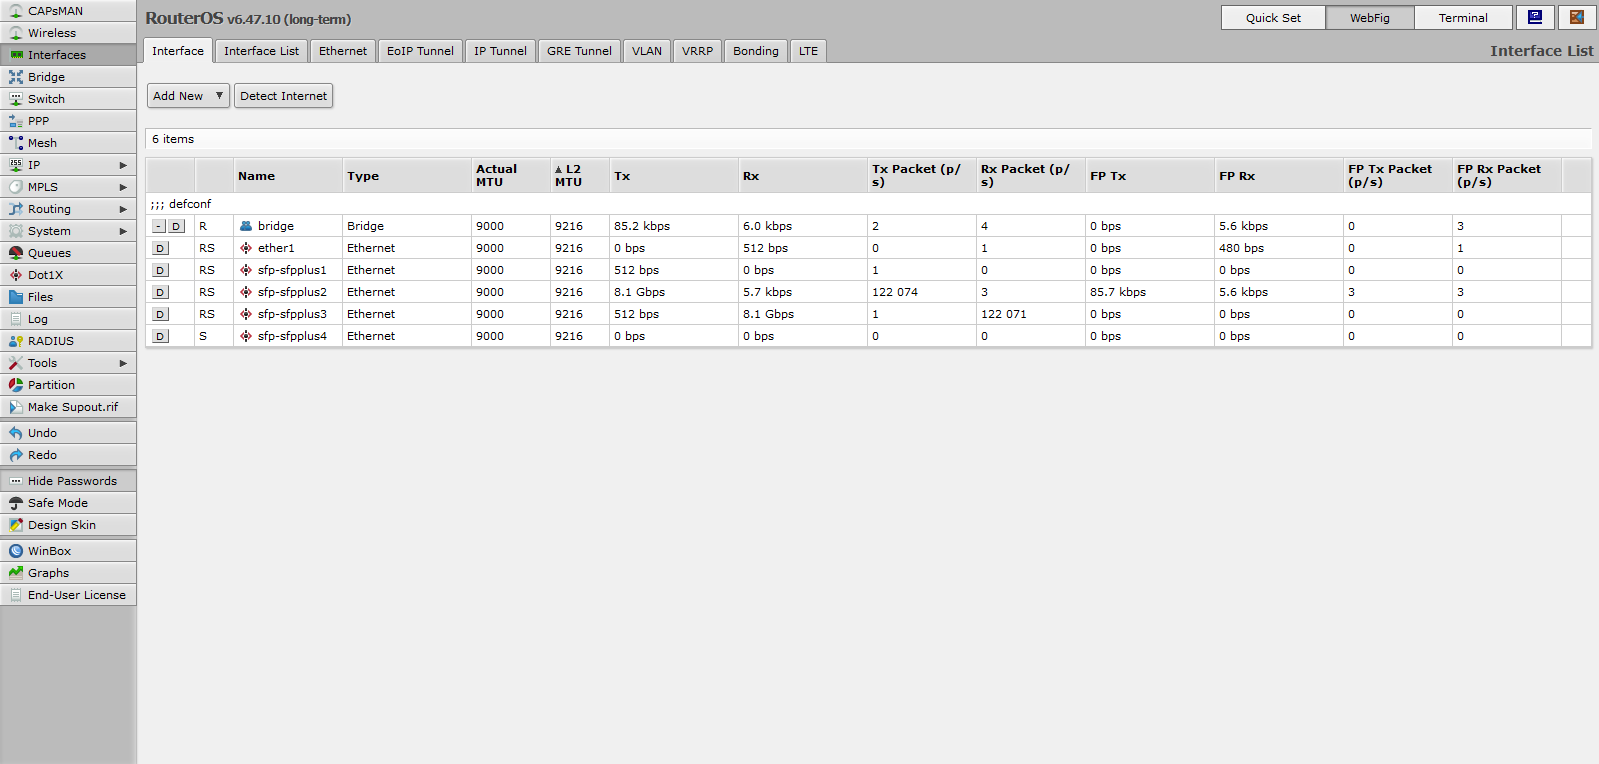 CAPsMAN
Wireless
Interfaces
Bridge
Switch
PPP
Mesh
IP
MPLS
Routing
System
Queues
Dot1X
Files
Log
RADIUS
Tools
Partition
Make Supout.rif
Undo
Redo
Hide Passwords
Safe Mode
Design Skin
WinBox
Graphs
End-User License
RouterOS v6.47.10 (long-term)
Quick Set WebFig Terminal
Interface Interface List Ethernet EoIP Tunnel IP Tunnel GRE Tunnel VLAN VRRP Bonding LTE Interface List
Add New ▼ Detect Internet
6 items
Name Type Actual MTU ▲ L2 MTU Tx Rx Tx Packet (p/s) Rx Packet (p/s) FP Tx FP Rx FP Tx Packet (p/s) FP Rx Packet (p/s)
;;; defconf
- D R bridge Bridge 9000 9216 85.2 kbps 6.0 kbps 2 4 0 bps 5.6 kbps 0 3
D RS ether1 Ethernet 9000 9216 0 bps 512 bps 0 1 0 bps 480 bps 0 1
D RS sfp-sfpplus1 Ethernet 9000 9216 512 bps 0 bps 1 0 0 bps 0 bps 0 0
D RS sfp-sfpplus2 Ethernet 9000 9216 8.1 Gbps 5.7 kbps 122 074 3 85.7 kbps 5.6 kbps 3 3
D RS sfp-sfpplus3 Ethernet 9000 9216 512 bps 8.1 Gbps 1 122 071 0 bps 0 bps 0 0
D S sfp-sfpplus4 Ethernet 9000 9216 0 bps 0 bps 0 0 0 bps 0 bps 0 0